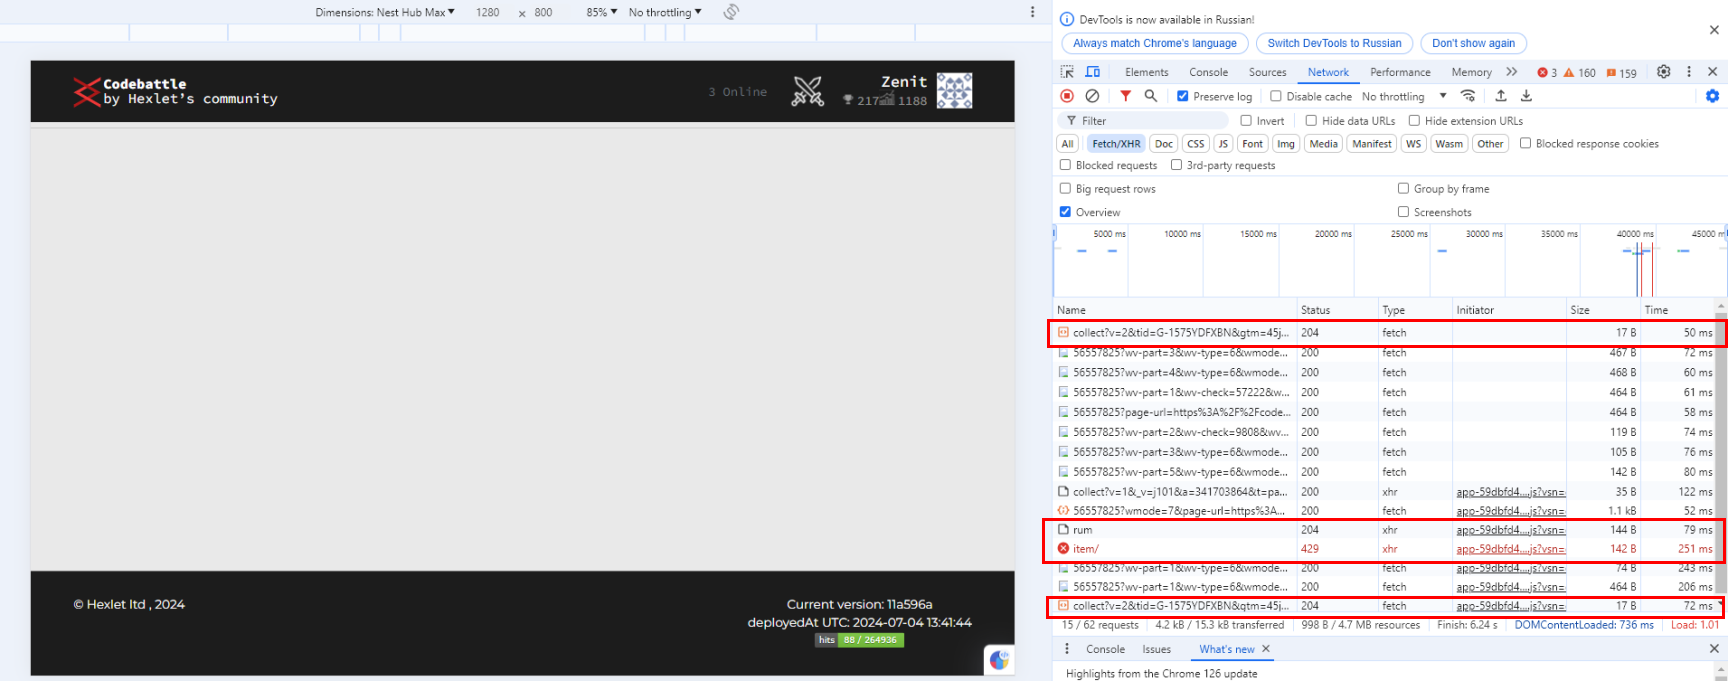 Dimensions: Nest Hub Max ▼ 1280 × 800 85% ▼ No throttling ▼
Codebattle
by Hexlet's community
3 Online
Zenit
217 1188
© Hexlet ltd , 2024
Current version: 11a596a
deployedAt UTC: 2024-07-04 13:41:44
hits 88 / 264936
DevTools is now available in Russian!
Always match Chrome's language Switch DevTools to Russian Don't show again
Elements Console Sources Network Performance Memory 3 160 159
Preserve log Disable cache No throttling
Filter Invert Hide data URLs Hide extension URLs
All Fetch/XHR Doc CSS JS Font Img Media Manifest WS Wasm Other Blocked response cookies
Blocked requests 3rd-party requests
Big request rows Group by frame
Overview Screenshots
5000 ms 10000 ms 15000 ms 20000 ms 25000 ms 30000 ms 35000 ms 40000 ms 45000 m
Name Status Type Initiator Size Time
collect?v=2&tid=G-1575YDFXBN&gtm=45j... 204 fetch 17 B 50 ms
56557825?wv-part=3&wv-type=6&wmode... 200 fetch 467 B 72 ms
56557825?wv-part=4&wv-type=6&wmode... 200 fetch 468 B 60 ms
56557825?wv-part=1&wv-check=57222&w... 200 fetch 464 B 61 ms
56557825?page-url=https%3A%2F%2Fcode... 200 fetch 464 B 58 ms
56557825?wv-part=2&wv-check=9808&wv... 200 fetch 119 B 74 ms
56557825?wv-part=3&wv-type=6&wmode... 200 fetch 105 B 76 ms
56557825?wv-part=5&wv-type=6&wmode... 200 fetch 142 B 80 ms
collect?v=1&_v=j101&a=341703864&t=pa... 200 xhr app-59dbfd4....js?vsn= 35 B 122 ms
56557825?wmode=7&page-url=https%3A... 200 fetch app-59dbfd4....js?vsn= 1.1 kB 52 ms
rum 204 xhr app-59dbfd4....js?vsn= 144 B 79 ms
item/ 429 xhr app-59dbfd4....js?vsn= 142 B 251 ms
56557825?wv-part=1&wv-type=6&wmode... 200 fetch app-59dbfd4....js?vsn= 74 B 243 ms
56557825?wv-part=1&wv-type=6&wmode... 200 fetch app-59dbfd4....js?vsn= 464 B 206 ms
collect?v=2&tid=G-1575YDFXBN&gtm=45j... 204 fetch app-59dbfd4....js?vsn= 17 B 72 ms
15 / 62 requests 4.2 kB / 15.3 kB transferred 998 B / 4.7 MB resources Finish: 6.24 s DOMContentLoaded: 736 ms Load: 1.01
Console Issues What's new
Highlights from the Chrome 126 update